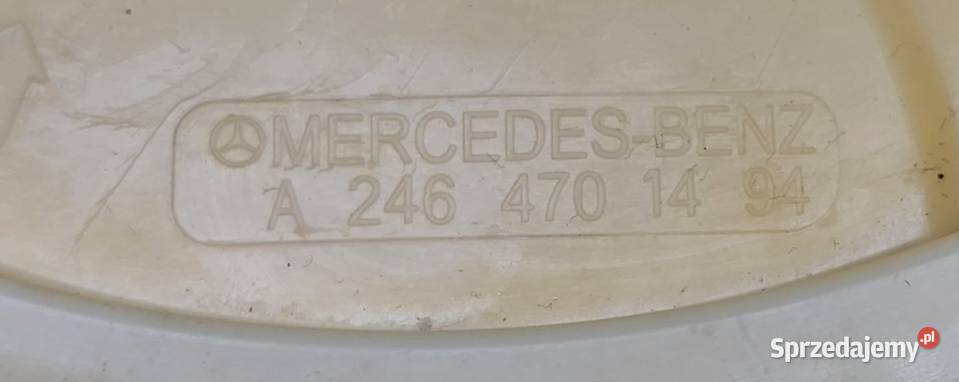 MERCEDES-BENZ
A 246 470 14 94
Sprzedajemy.pl